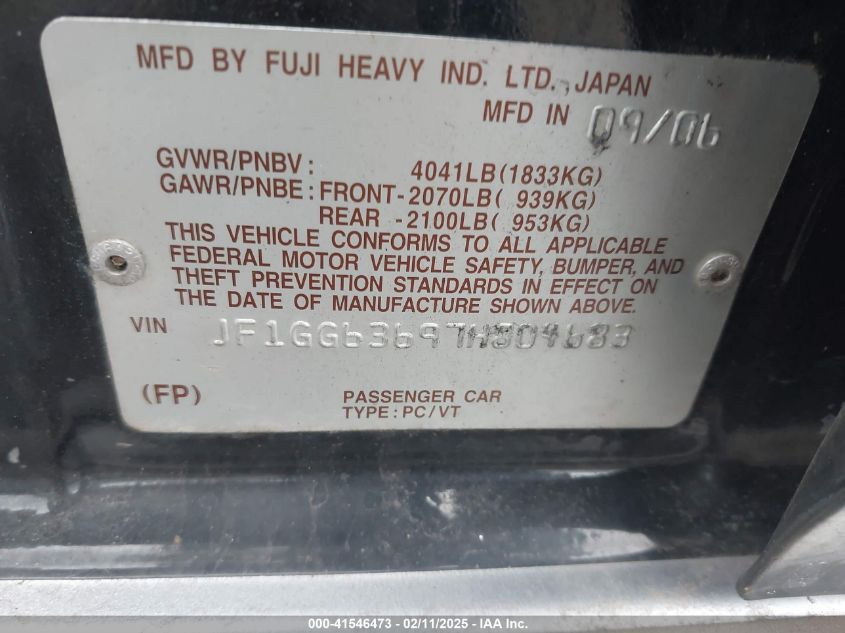 MFD BY FUJI HEAVY IND. LTD., JAPAN
MFD IN 09/06
GVWR/PNBV: 4041LB(1833KG)
GAWR/PNBE: FRONT-2070LB( 939KG)
REAR -2100LB( 953KG)
THIS VEHICLE CONFORMS TO ALL APPLICABLE
FEDERAL MOTOR VEHICLE SAFETY, BUMPER, AND
THEFT PREVENTION STANDARDS IN EFFECT ON
THE DATE OF MANUFACTURE SHOWN ABOVE.
VIN JF1GG63697H804683
(FP) PASSENGER CAR
TYPE: PC/VT
000-41546473 - 02/11/2025 - IAA Inc.